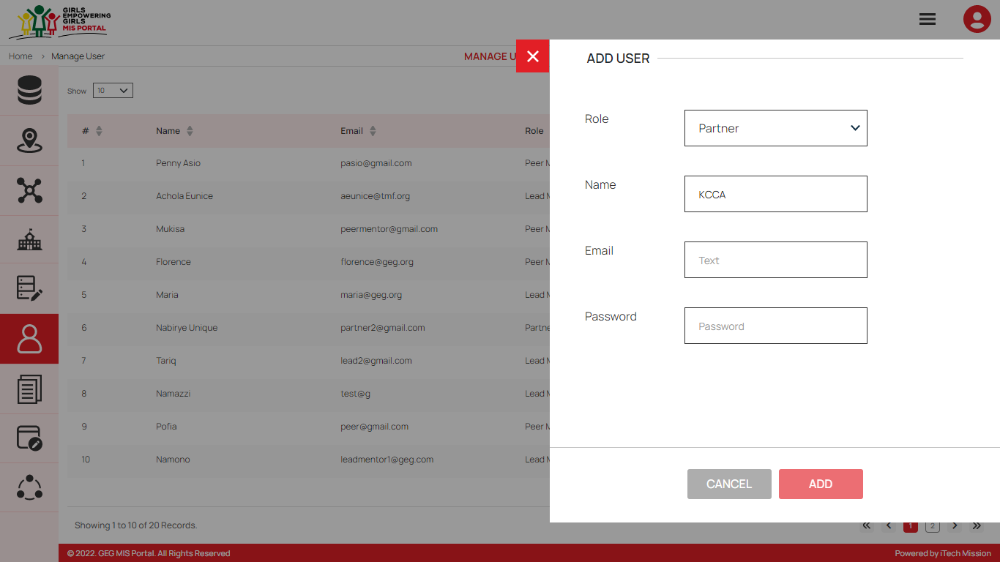 GIRLS
EMPOWERING
GIRLS
MIS PORTAL
Home › Manage User
MANAGE U
ADD USER
Show 10
# Name Email Role
1 Penny Asio pasio@gmail.com Peer M
2 Achola Eunice aeunice@tmf.org Lead M
3 Mukisa peermentor@gmail.com Peer M
4 Florence florence@geg.org Peer M
5 Maria maria@geg.org Lead M
6 Nabirye Unique partner2@gmail.com Partne
7 Tariq lead2@gmail.com Lead M
8 Namazzi test@g Lead M
9 Pofia peer@gmail.com Peer M
10 Namono leadmentor1@geg.com Lead M
Role Partner
Name KCCA
Email Text
Password Password
CANCEL ADD
Showing 1 to 10 of 20 Records.
« ‹ 1 2 › »
© 2022. GEG MIS Portal. All Rights Reserved
Powered by iTech Mission